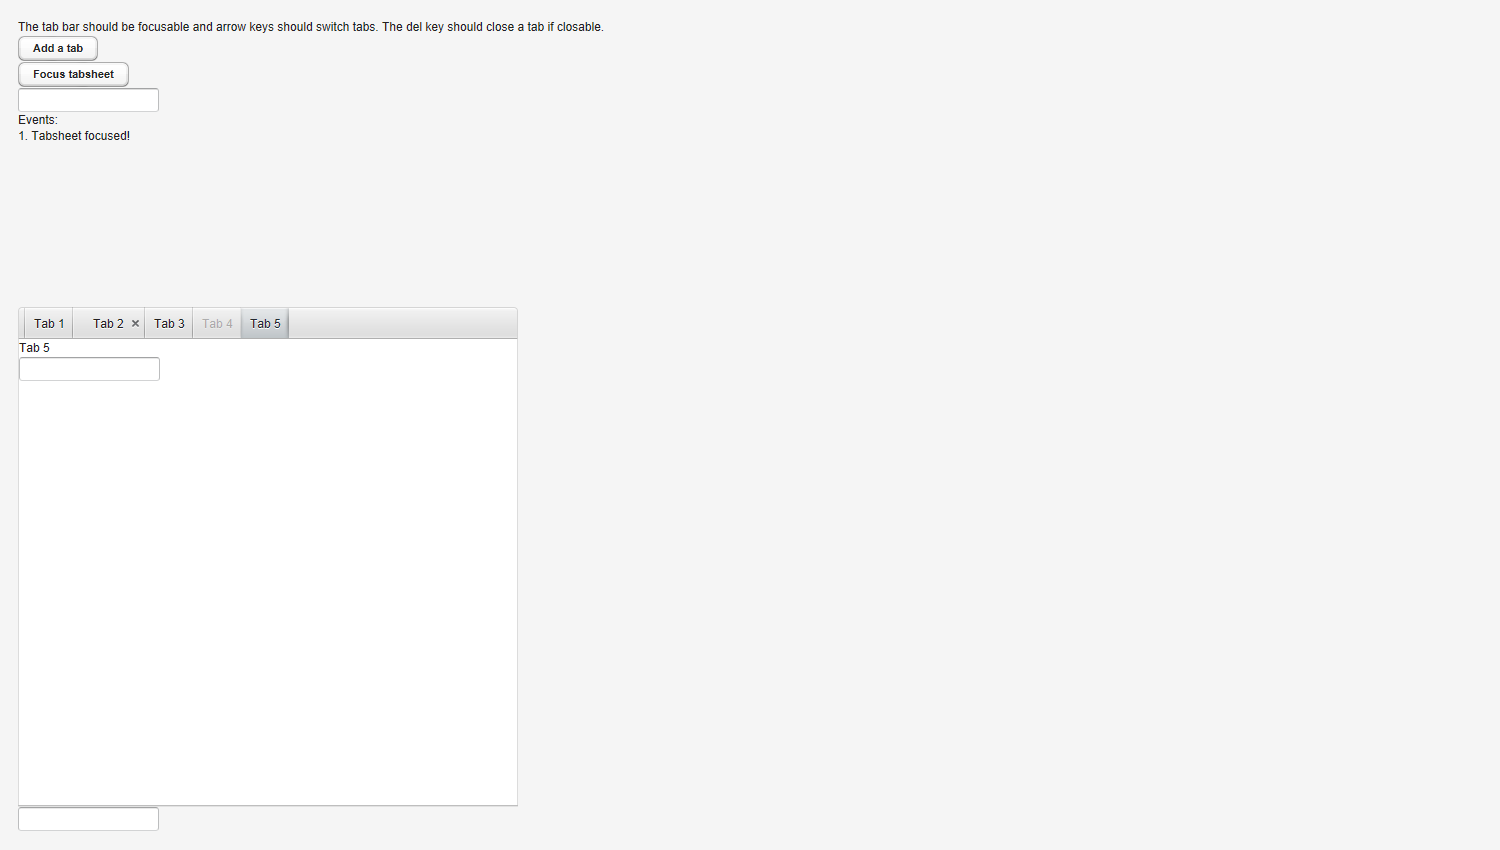 The tab bar should be focusable and arrow keys should switch tabs. The del key should close a tab if closable.
Add a tab
Focus tabsheet
Events:
1. Tabsheet focused!
Tab 1 Tab 2 × Tab 3 Tab 4 Tab 5
Tab 5